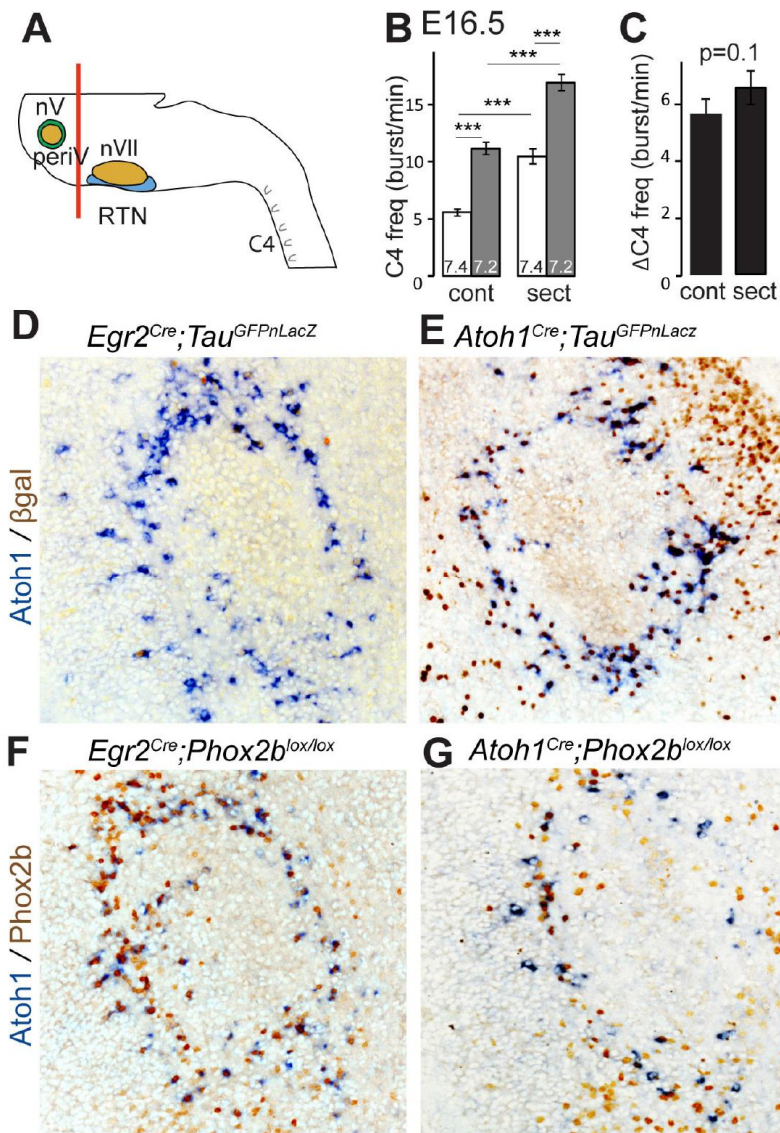 A
nV
periV
nVII
RTN
C4
B E16.5
***
***
***
***
C4 freq (burst/min)
15
10
5
0
7.4 7.2 7.4 7.2
cont sect
C
p=0.1
ΔC4 freq (burst/min)
6
4
2
0
cont sect
D Egr2Cre;TauGFPnLacZ
E Atoh1Cre;TauGFPnLacz
Atoh1 / βgal
F Egr2Cre;Phox2blox/lox
G Atoh1Cre;Phox2blox/lox
Atoh1 / Phox2b